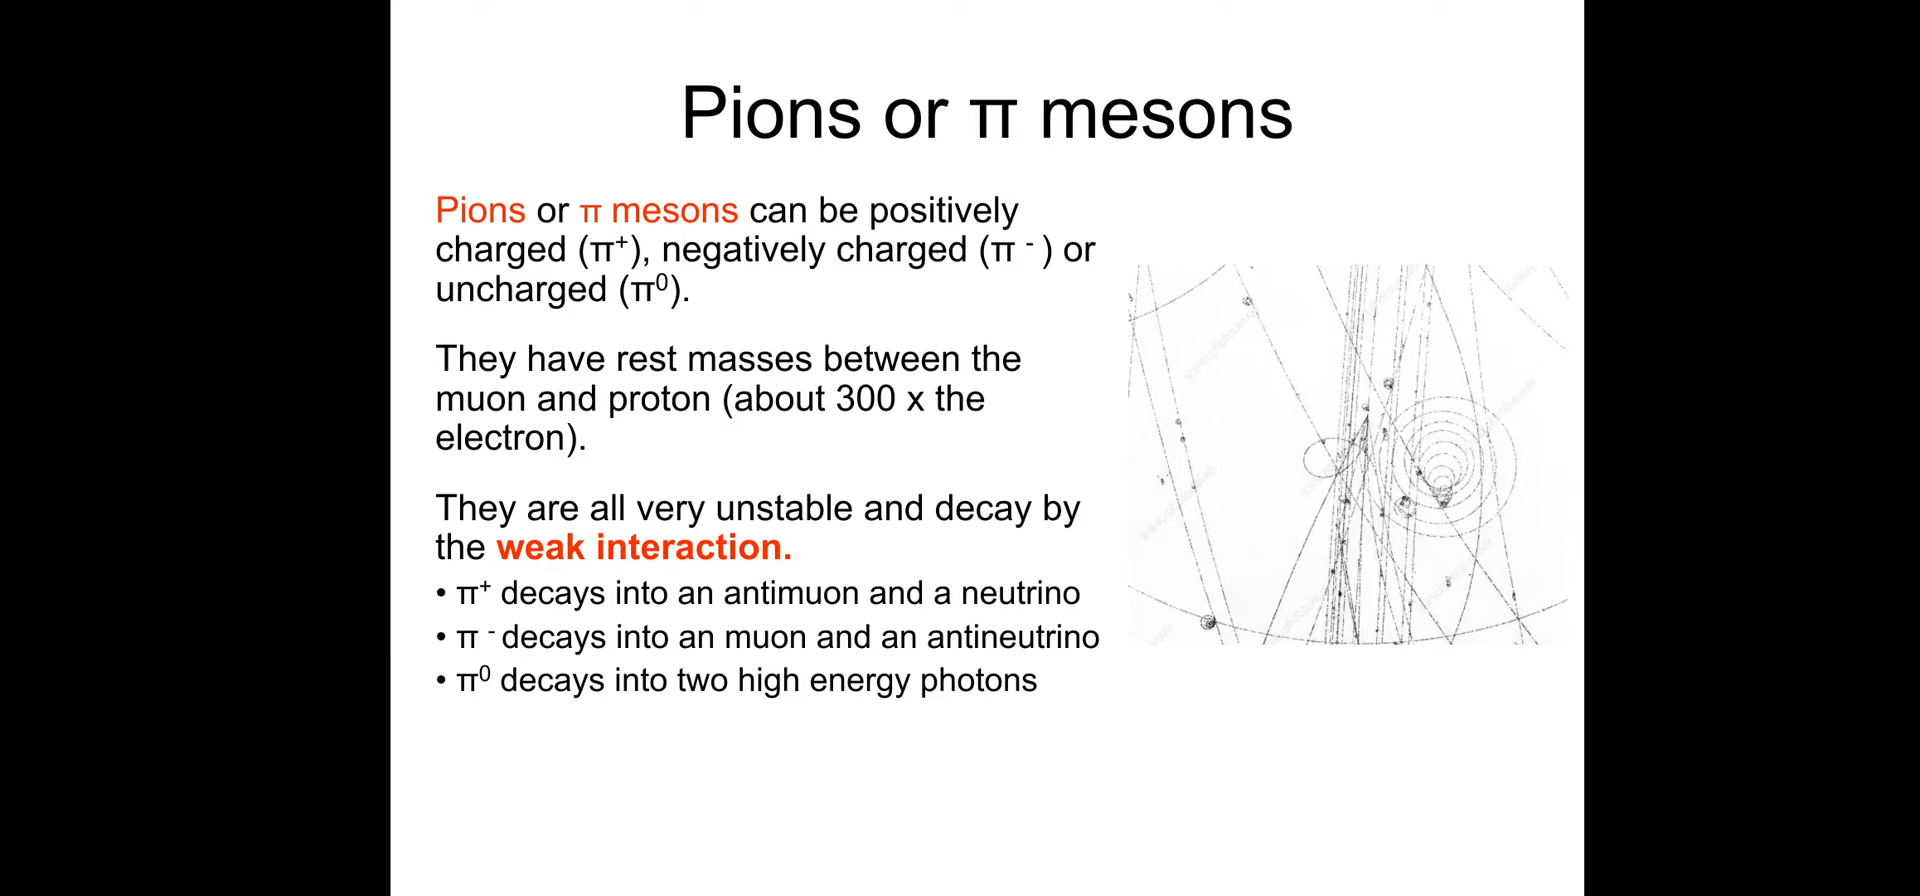 Pions or π mesons
Pions or π mesons can be positively
charged (π⁺), negatively charged (π ⁻ ) or
uncharged (π⁰).
They have rest masses between the
muon and proton (about 300 x the
electron).
They are all very unstable and decay by
the weak interaction.
• π⁺ decays into an antimuon and a neutrino
• π ⁻ decays into an muon and an antineutrino
• π⁰ decays into two high energy photons